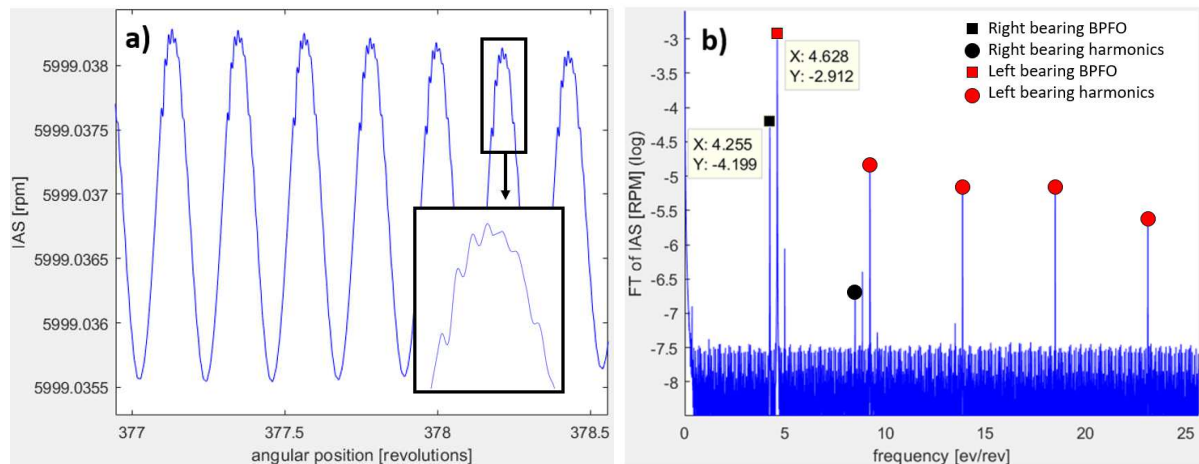 a)
5999.038
5999.0375
5999.037
5999.0365
5999.036
5999.0355
IAS [rpm]
377
377.5
378
378.5
angular position [revolutions]
b)
Right bearing BPFO
Right bearing harmonics
Left bearing BPFO
Left bearing harmonics
X: 4.628
Y: -2.912
X: 4.255
Y: -4.199
-3
-3.5
-4
-4.5
-5
-5.5
-6
-6.5
-7
-7.5
-8
FT of IAS [RPM] (log)
0
5
10
15
20
25
frequency [ev/rev]